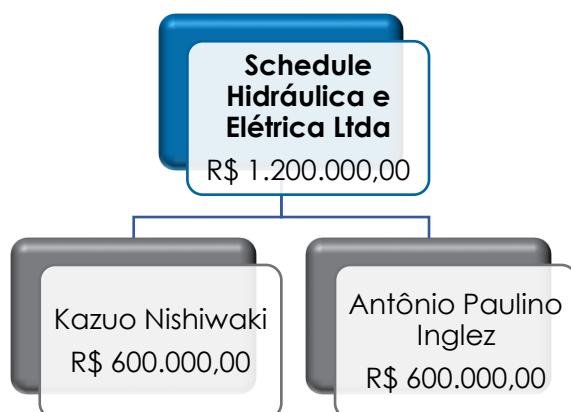 Schedule
Hidráulica e
Elétrica Ltda
R$ 1.200.000,00
Kazuo Nishiwaki
R$ 600.000,00
Antônio Paulino
Inglez
R$ 600.000,00